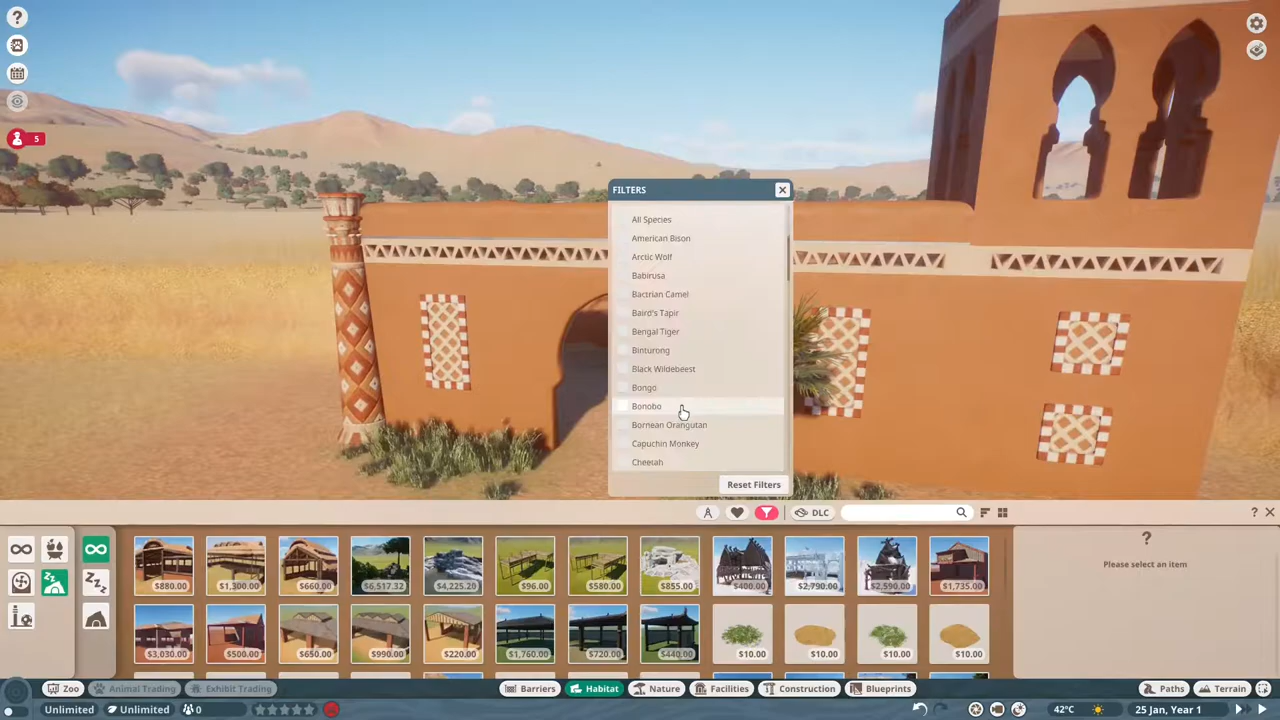 ?
5
FILTERS
All Species
American Bison
Arctic Wolf
Babirusa
Bactrian Camel
Baird's Tapir
Bengal Tiger
Binturong
Black Wildebeest
Bongo
Bonobo
Bornean Orangutan
Capuchin Monkey
Cheetah
Reset Filters
DLC
?
$880.00 $1,300.00 $660.00 $6,517.32 $4,225.20 $96.00 $580.00 $855.00 $400.00 $2,790.00 $2,590.00 $1,735.00
$3,030.00 $500.00 $650.00 $990.00 $220.00 $1,760.00 $720.00 $440.00 $10.00 $10.00 $10.00 $10.00
?
Please select an item
Zoo Animal Trading Exhibit Trading Barriers Habitat Nature Facilities Construction Blueprints Paths Terrain
Unlimited Unlimited 0 42°C 25 Jan, Year 1